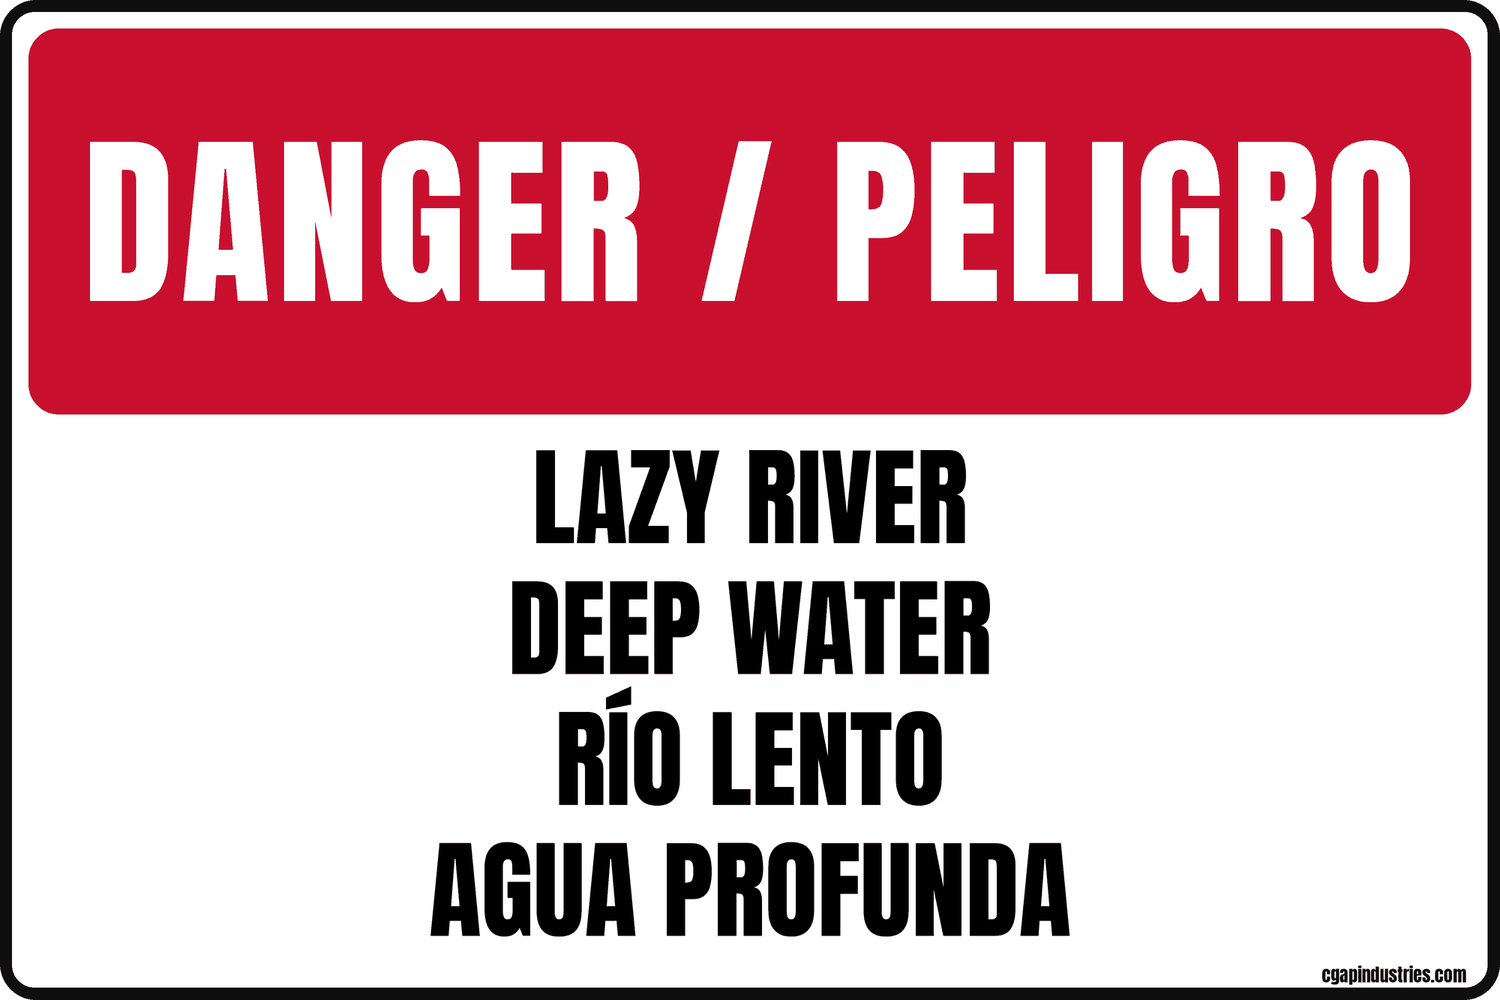 DANGER / PELIGRO
LAZY RIVER
DEEP WATER
RÍO LENTO
AGUA PROFUNDA
cgapindustries.com